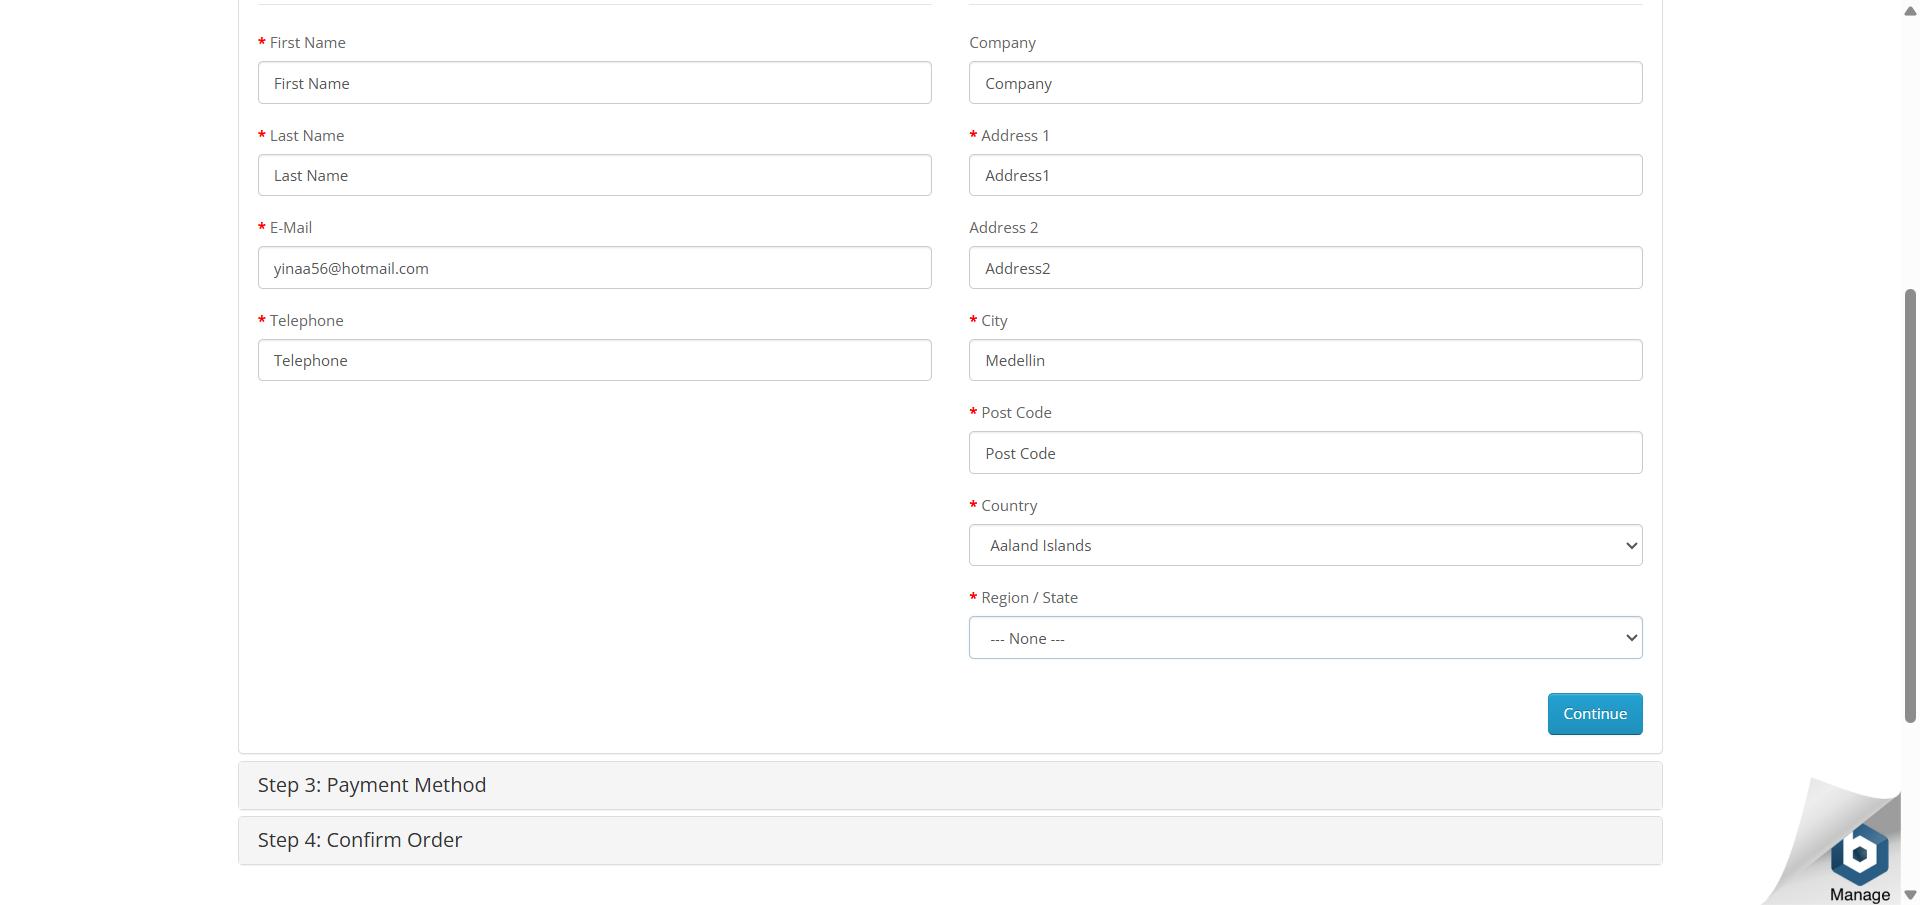 * First Name
First Name
* Last Name
Last Name
* E-Mail
yinaa56@hotmail.com
* Telephone
Telephone
Company
Company
* Address 1
Address1
Address 2
Address2
* City
Medellin
* Post Code
Post Code
* Country
Aaland Islands
* Region / State
--- None ---
Continue
Step 3: Payment Method
Step 4: Confirm Order
b
Manage